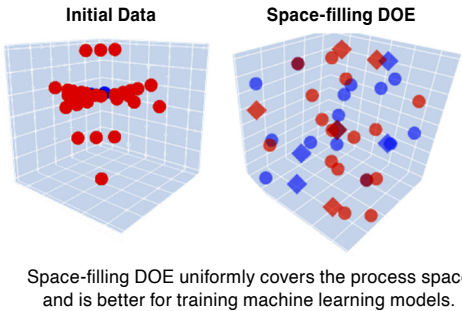 Initial Data
Space-filling DOE
Space-filling DOE uniformly covers the process spac
and is better for training machine learning models.